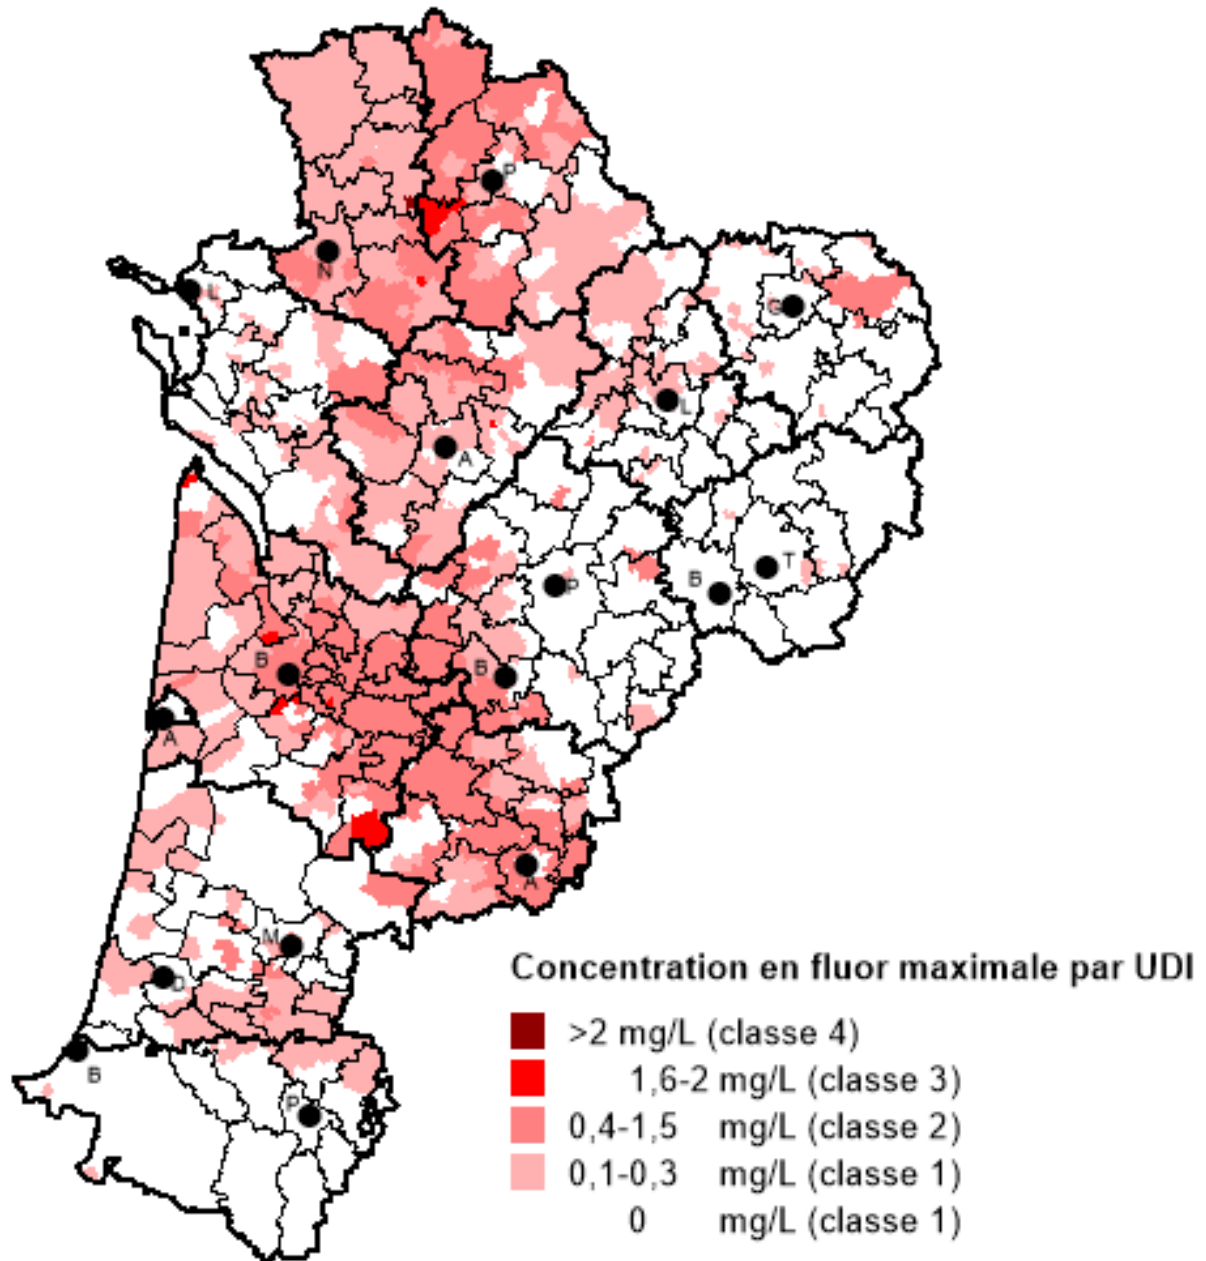 P
N
L
G
L
A
P
B
T
B
B
A
A
M
D
B
P
L
Concentration en fluor maximale par UDI
>2 mg/L (classe 4)
1,6-2 mg/L (classe 3)
0,4-1,5 mg/L (classe 2)
0,1-0,3 mg/L (classe 1)
0 mg/L (classe 1)